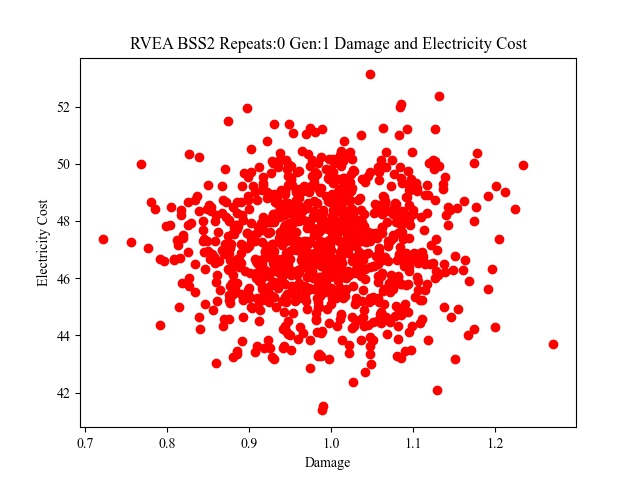 RVEA BSS2 Repeats:0 Gen:1 Damage and Electricity Cost
52
50
48
46
44
42
Electricity Cost
0.7 0.8 0.9 1.0 1.1 1.2
Damage